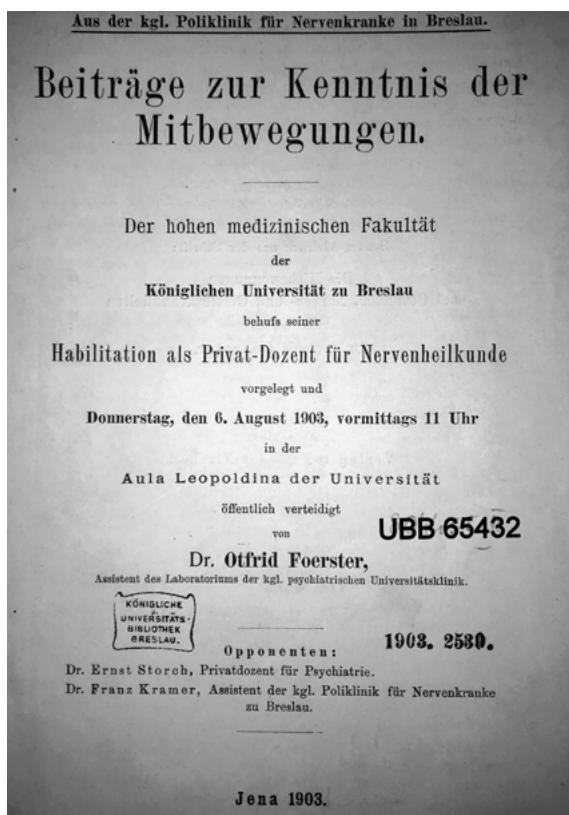 Aus der kgl. Poliklinik für Nervenkranke in Breslau.
Beiträge zur Kenntnis der
Mitbewegungen.
Der hohen medizinischen Fakultät
der
Königlichen Universität zu Breslau
behufs seiner
Habilitation als Privat-Dozent für Nervenheilkunde
vorgelegt und
Donnerstag, den 6. August 1903, vormittags 11 Uhr
in der
Aula Leopoldina der Universität
öffentlich verteidigt
von
UBB 65432
Dr. Otfrid Foerster,
Assistent des Laboratoriums der kgl. psychiatrischen Universitätsklinik.
KÖNIGLICHE
UNIVERSITÄTS-
BIBLIOTHEK
BRESLAU.
1903. 2530.
Opponenten:
Dr. Ernst Storch, Privatdozent für Psychiatrie.
Dr. Franz Kramer, Assistent der kgl. Poliklinik für Nervenkranke
zu Breslau.
Jena 1903.